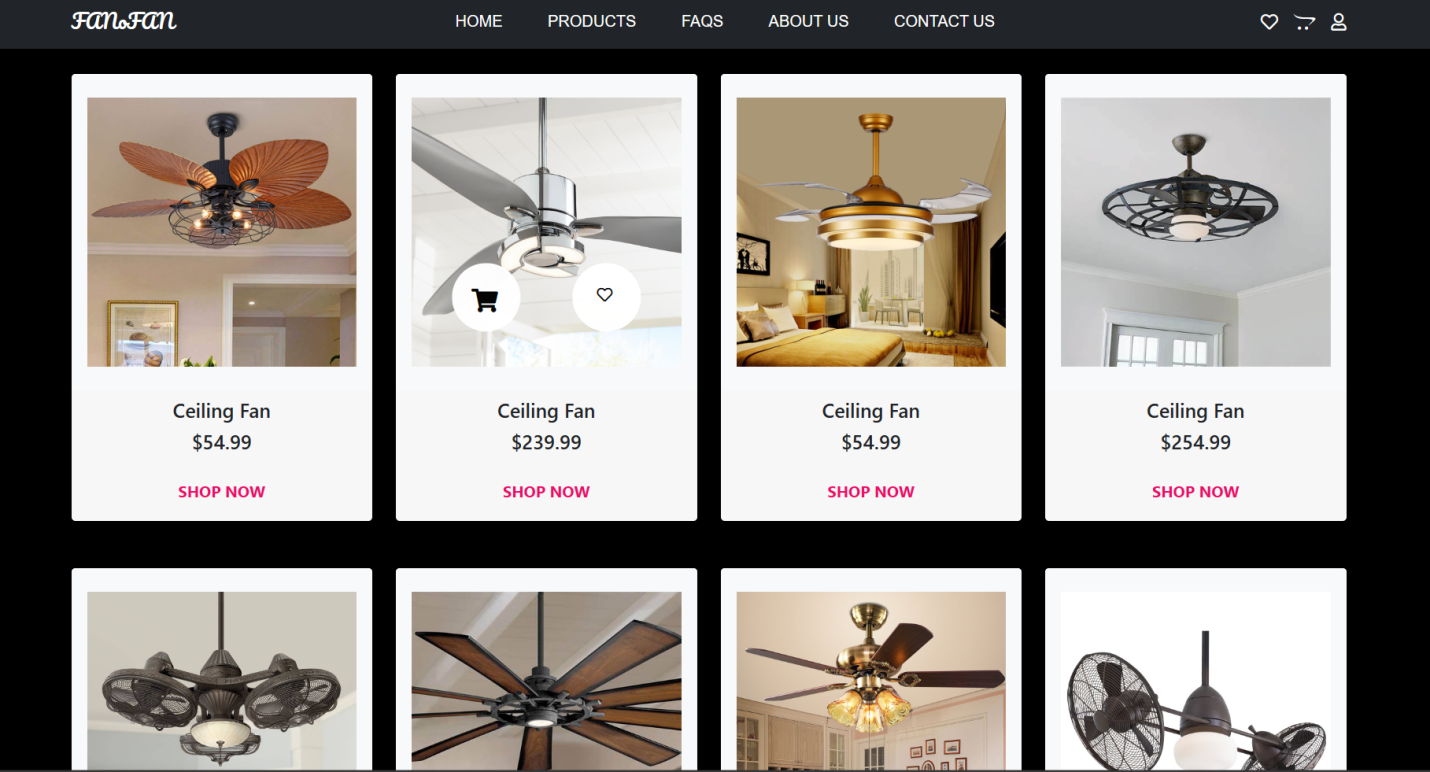 FANoFAN
HOME
PRODUCTS
FAQS
ABOUT US
CONTACT US
Ceiling Fan
$54.99
SHOP NOW
Ceiling Fan
$239.99
SHOP NOW
Ceiling Fan
$54.99
SHOP NOW
Ceiling Fan
$254.99
SHOP NOW